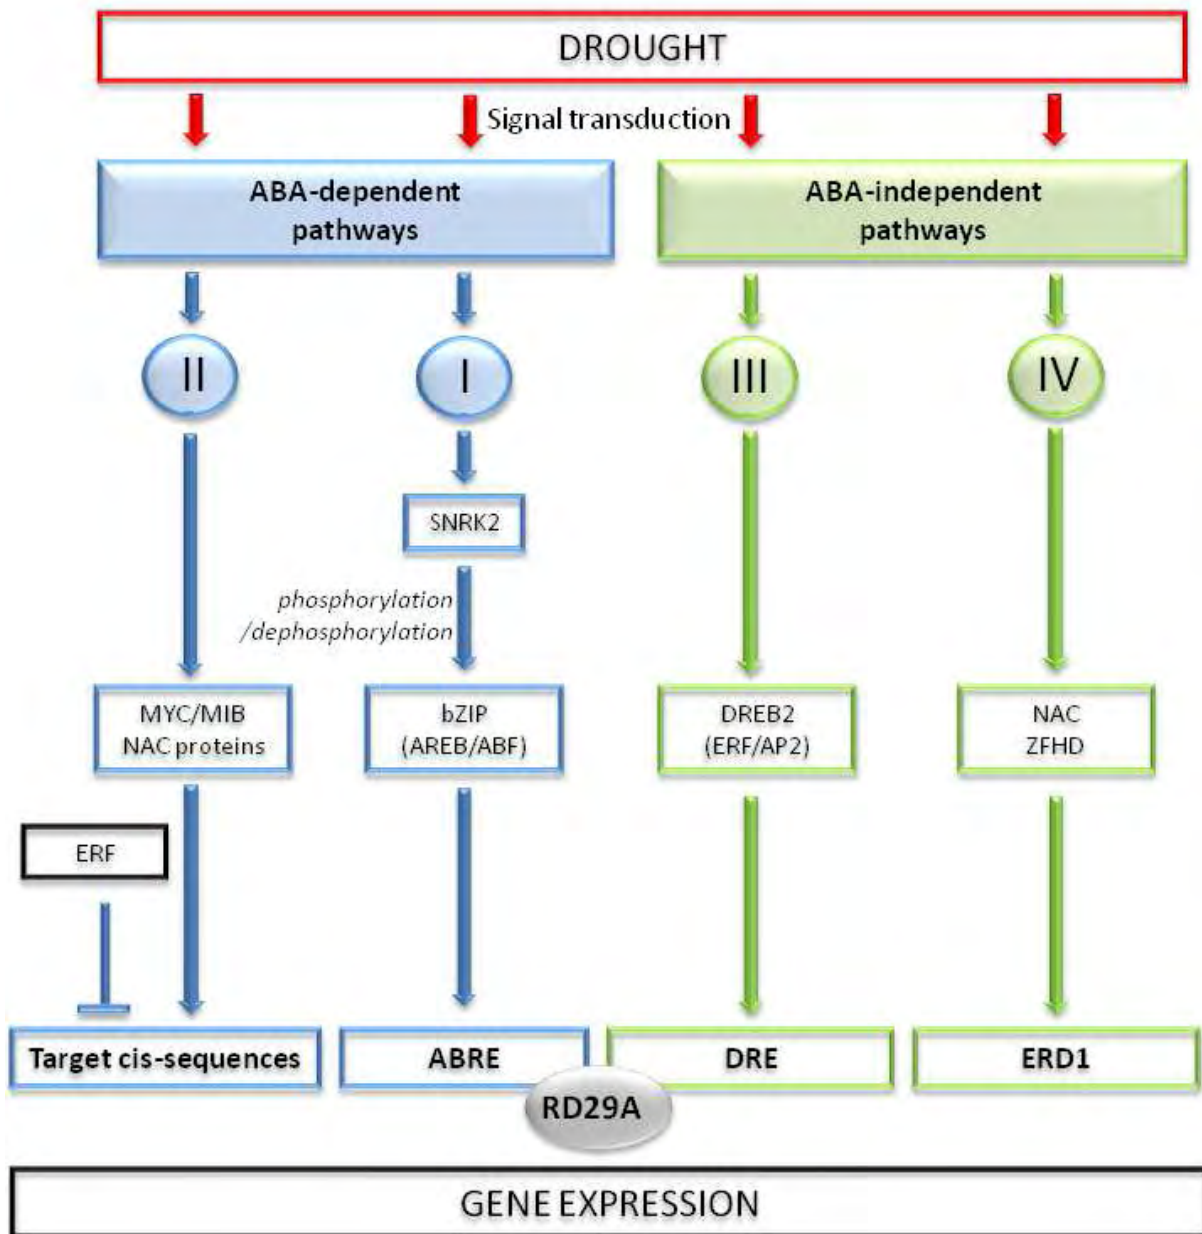 DROUGHT
Signal transduction
ABA-dependent
pathways
ABA-independent
pathways
II
I
III
IV
SNRK2
phosphorylation
/dephosphorylation
MYC/MIB
NAC proteins
bZIP
(AREB/ABF)
DREB2
(ERF/AP2)
NAC
ZFHD
ERF
Target cis-sequences
ABRE
DRE
ERD1
RD29A
GENE EXPRESSION